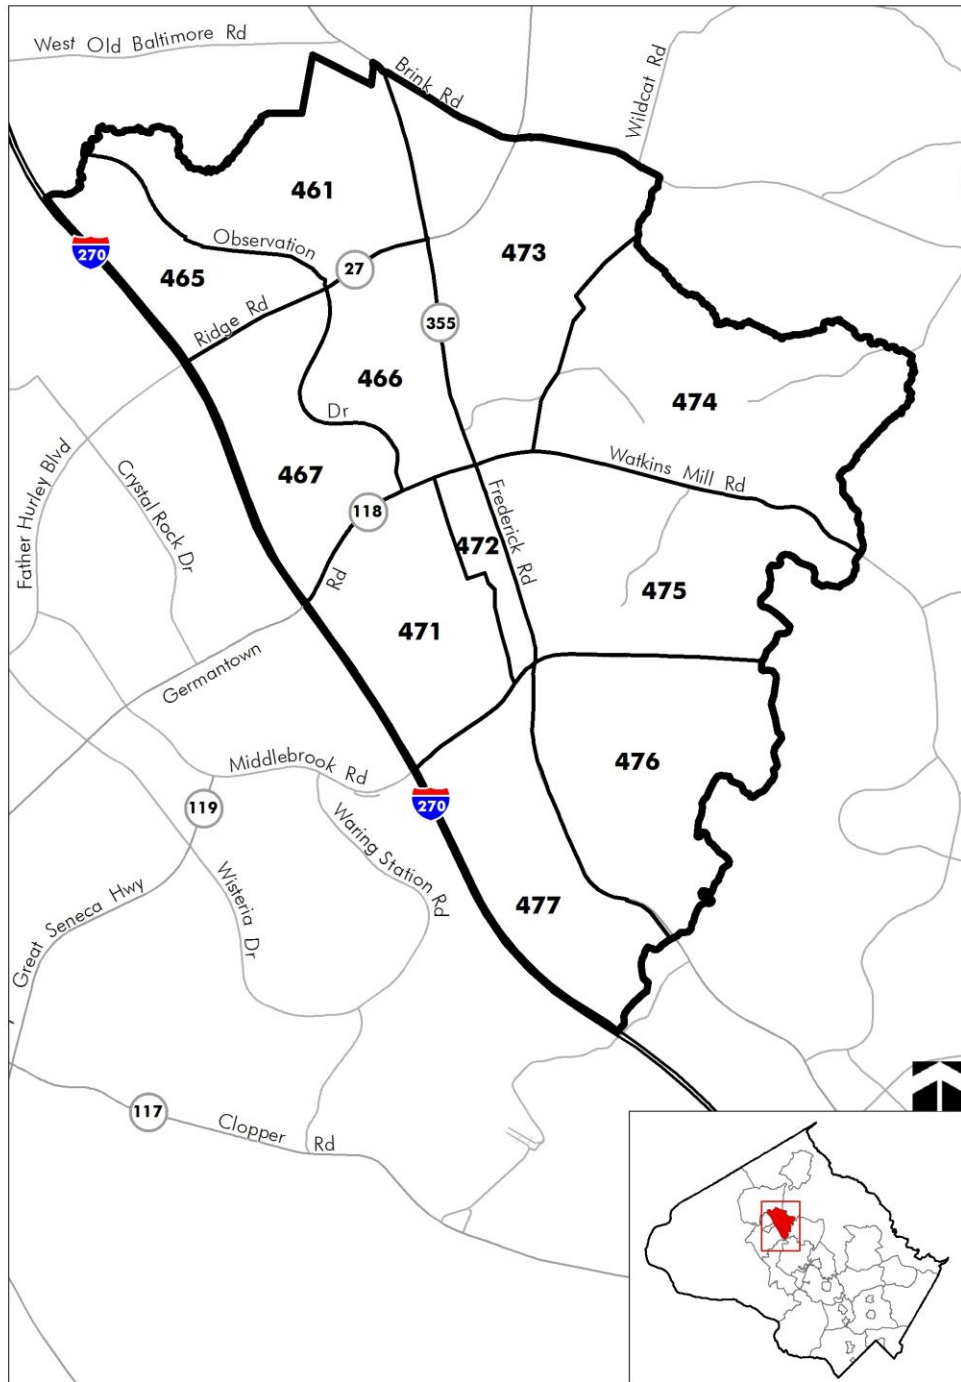 West Old Baltimore Rd
Brink Rd
Wildcat Rd
461
Observation
473
270
465
27
Ridge Rd
355
466
474
Dr
Father Hurley Blvd
Crystal Rock Dr
467
Watkins Mill Rd
118
Frederick Rd
472
Rd
475
471
Germantown
Middlebrook Rd
476
119
270
Waring Station Rd
Great Seneca Hwy
Wisteria Dr
477
117
Clopper Rd